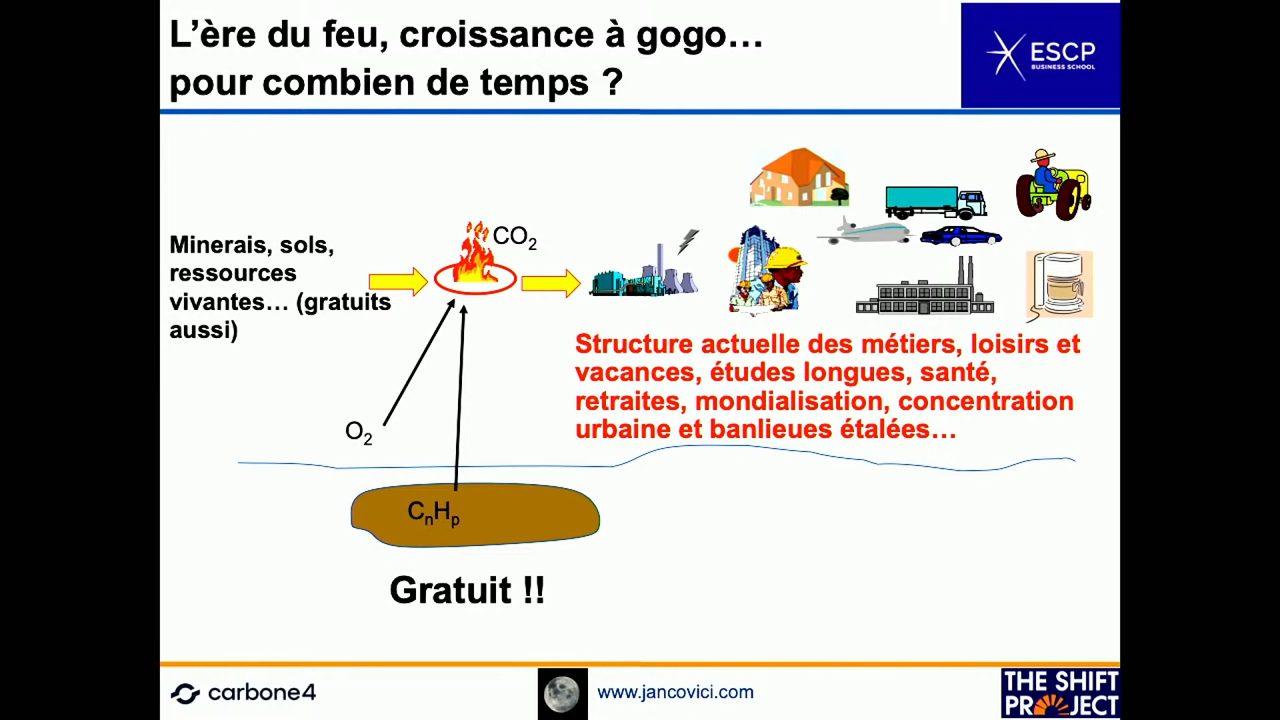 L'ère du feu, croissance à gogo…
pour combien de temps ?
ESCP
BUSINESS SCHOOL
CO₂
Minerais, sols,
ressources
vivantes… (gratuits
aussi)
Structure actuelle des métiers, loisirs et
vacances, études longues, santé,
retraites, mondialisation, concentration
urbaine et banlieues étalées…
O₂
CₙHₚ
Gratuit !!
carbone4
www.jancovici.com
THE SHIFT
PROJECT